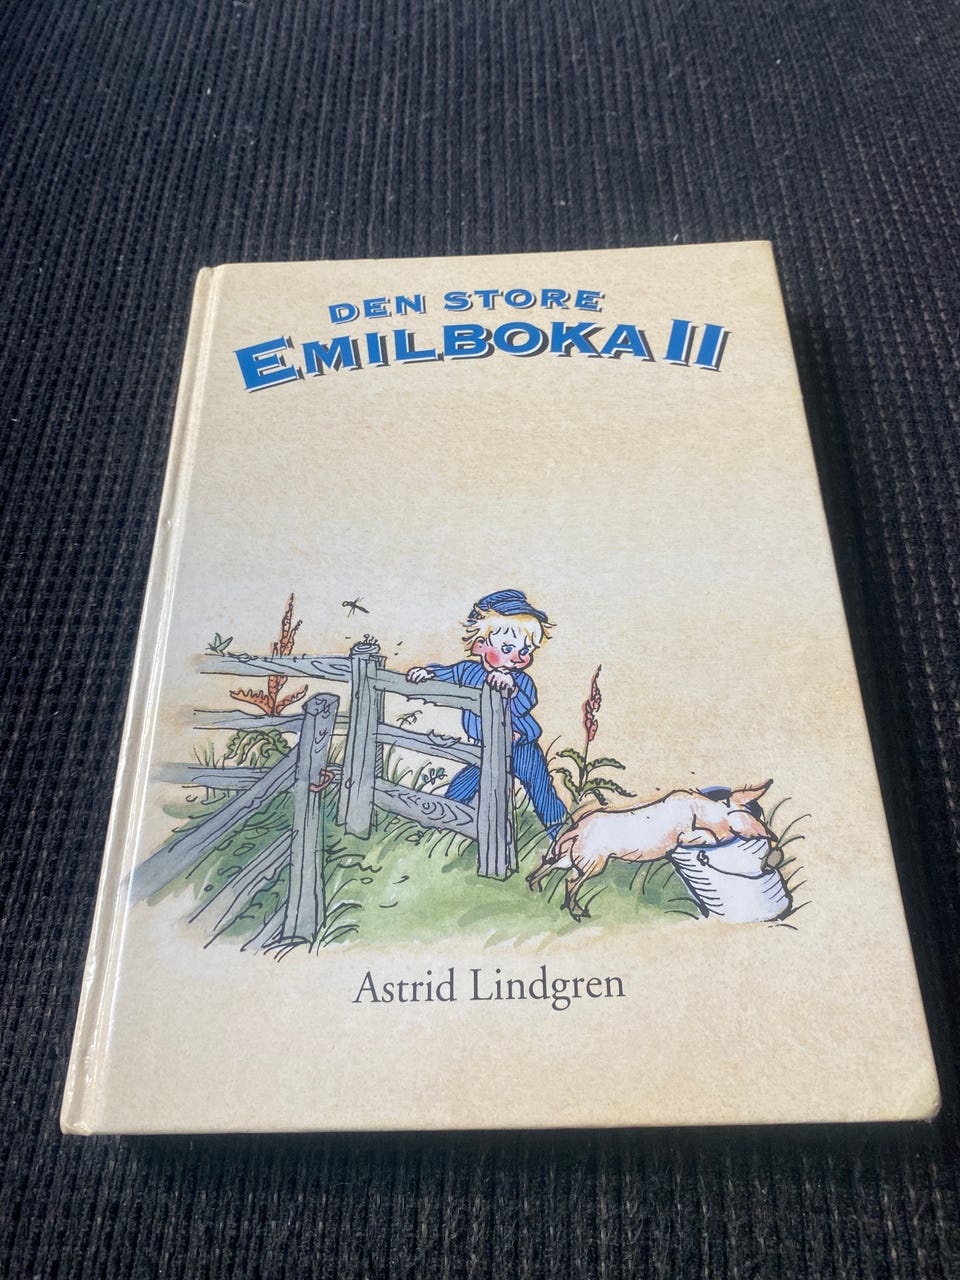 DEN STORE
EMILBOKA II
Astrid Lindgren